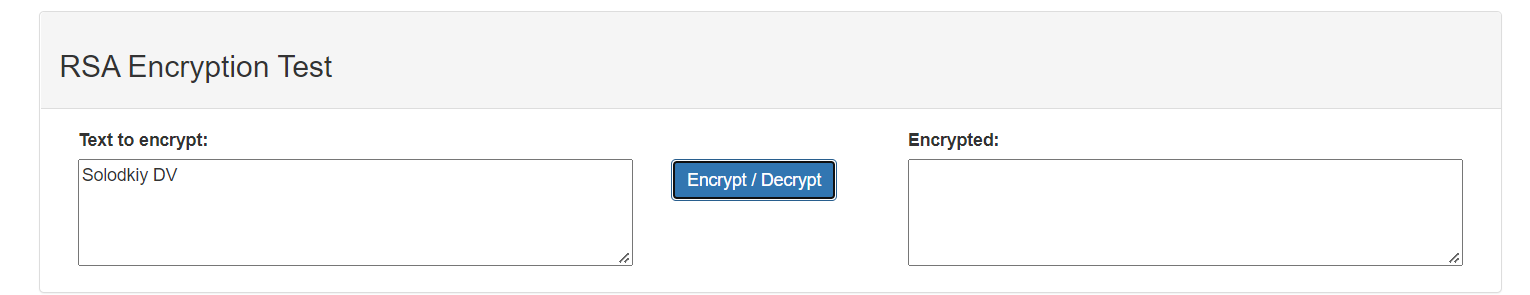 RSA Encryption Test
Text to encrypt:
Solodkiy DV
Encrypt / Decrypt
Encrypted: